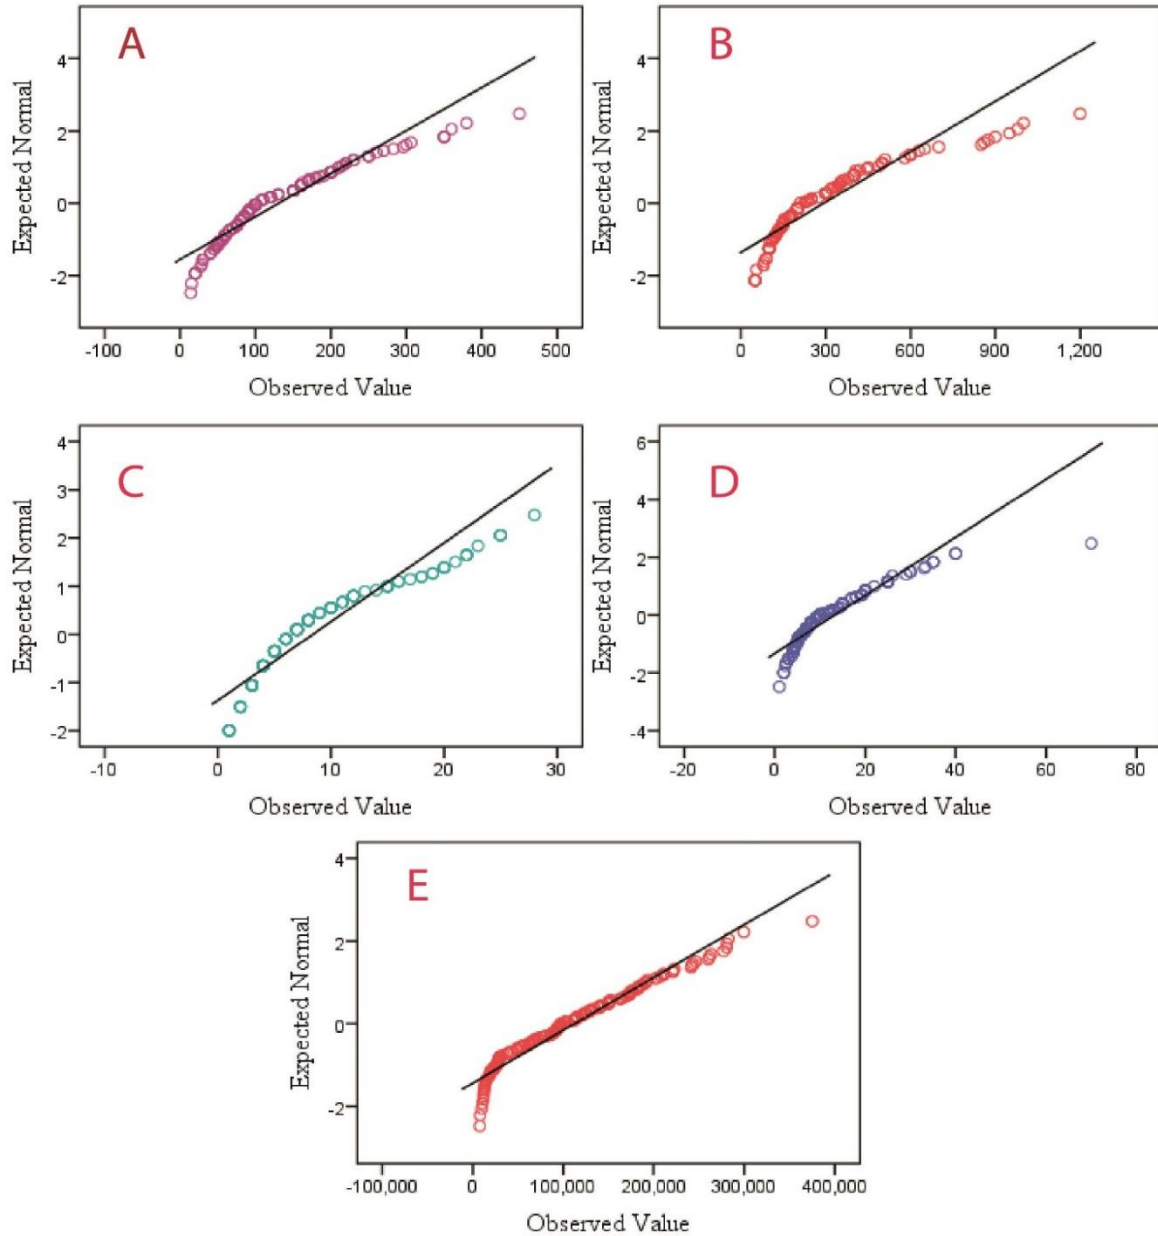 A
Expected Normal
4
2
0
-2
-100 0 100 200 300 400 500
Observed Value
B
Expected Normal
4
2
0
-2
0 300 600 900 1,200
Observed Value
C
Expected Normal
4
3
2
1
0
-1
-2
-10 0 10 20 30
Observed Value
D
Expected Normal
6
4
2
0
-2
-4
-20 0 20 40 60 80
Observed Value
E
Expected Normal
4
2
0
-2
-100,000 0 100,000 200,000 300,000 400,000
Observed Value